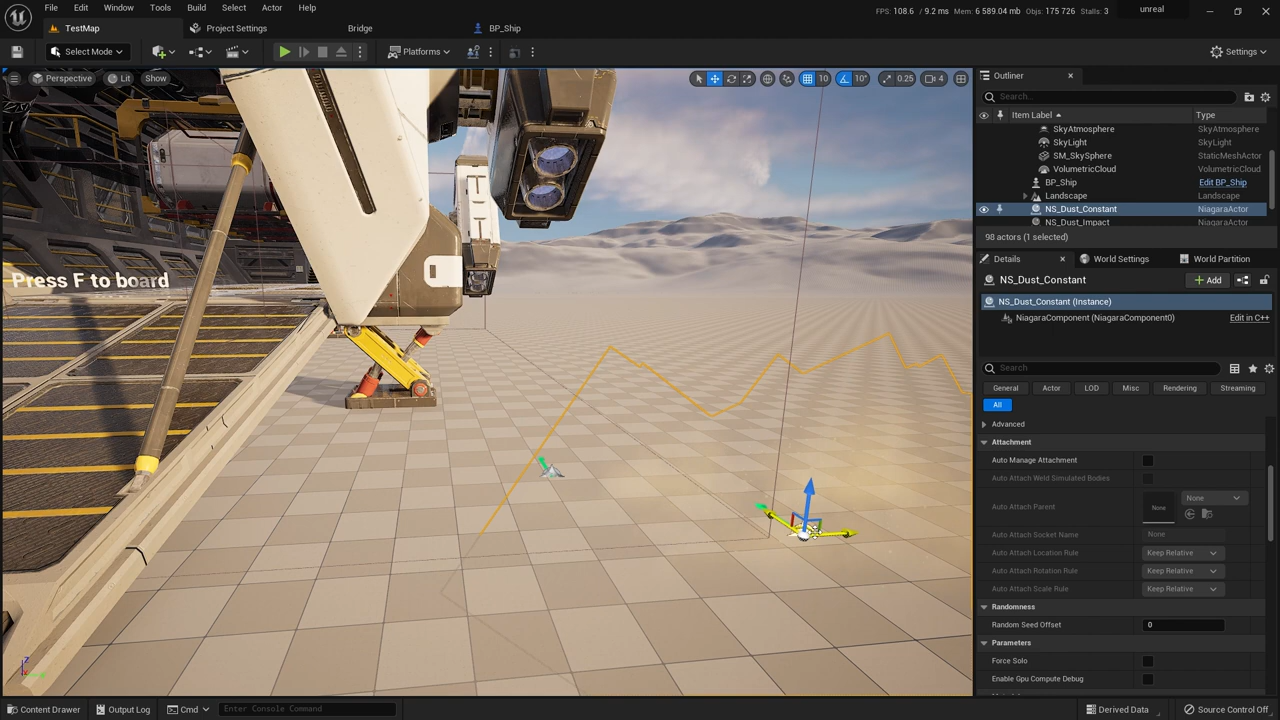 File Edit Window Tools Build Select Actor Help
FPS: 108.6 / 9.2 ms Mem: 6 589.04 mb Objs: 175 726 Stalls: 3 unreal
TestMap Project Settings Bridge BP_Ship
Select Mode Platforms Settings
Perspective Lit Show 10 10° 0.25 4
Press F to board
Outliner
Search...
Item Label Type
SkyAtmosphere SkyAtmosphere
SkyLight SkyLight
SM_SkySphere StaticMeshActor
VolumetricCloud VolumetricCloud
BP_Ship Edit BP_Ship
Landscape Landscape
NS_Dust_Constant NiagaraActor
NS_Dust_Impact NiagaraActor
98 actors (1 selected)
Details World Settings World Partition
NS_Dust_Constant Add
NS_Dust_Constant (Instance)
NiagaraComponent (NiagaraComponent0) Edit in C++
Search
General Actor LOD Misc Rendering Streaming
All
Advanced
Attachment
Auto Manage Attachment
Auto Attach Weld Simulated Bodies
Auto Attach Parent None None
Auto Attach Socket Name None
Auto Attach Location Rule Keep Relative
Auto Attach Rotation Rule Keep Relative
Auto Attach Scale Rule Keep Relative
Randomness
Random Seed Offset 0
Parameters
Force Solo
Enable Gpu Compute Debug
Content Drawer Output Log Cmd Enter Console Command Derived Data Source Control Off